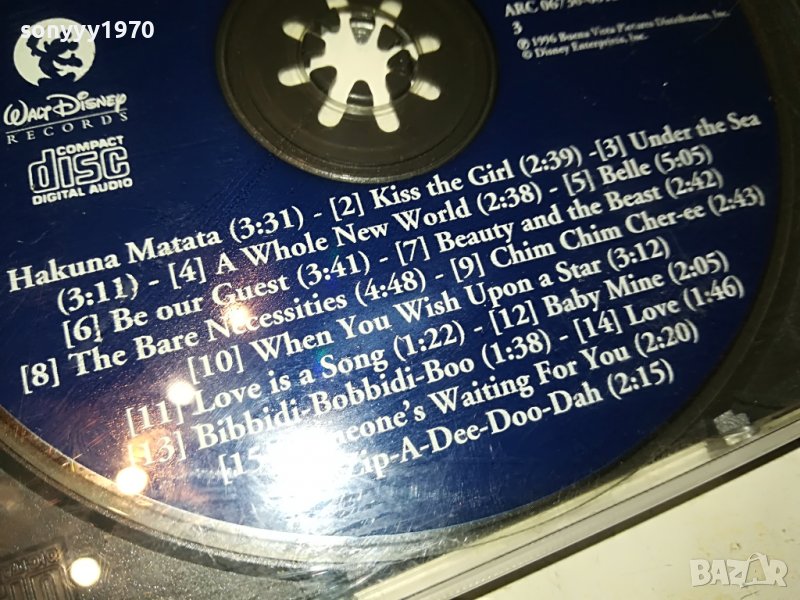 sonyyy1970
WALT DISNEY
RECORDS
COMPACT
disc
DIGITAL AUDIO
ARC
3
℗ 1996 Buena Vista Pictures Distribution, Inc.
© Disney Enterprises, Inc.
Hakuna Matata (3:31) - [2] Kiss the Girl (2:39) -[3] Under the Sea
(3:11) - [4] A Whole New World (2:38) - [5] Belle (5:05)
[6] Be our Guest (3:41) - [7] Beauty and the Beast (2:42)
[8] The Bare Necessities (4:48) - [9] Chim Chim Cher-ee (2:43)
[10] When You Wish Upon a Star (3:12)
[11] Love is a Song (1:22) - [12] Baby Mine (2:05)
[13] Bibbidi-Bobbidi-Boo (1:38) - [14] Love (1:46)
[15] Someone's Waiting For You (2:20)
Zip-A-Dee-Doo-Dah (2:15)
BAZAR
bg